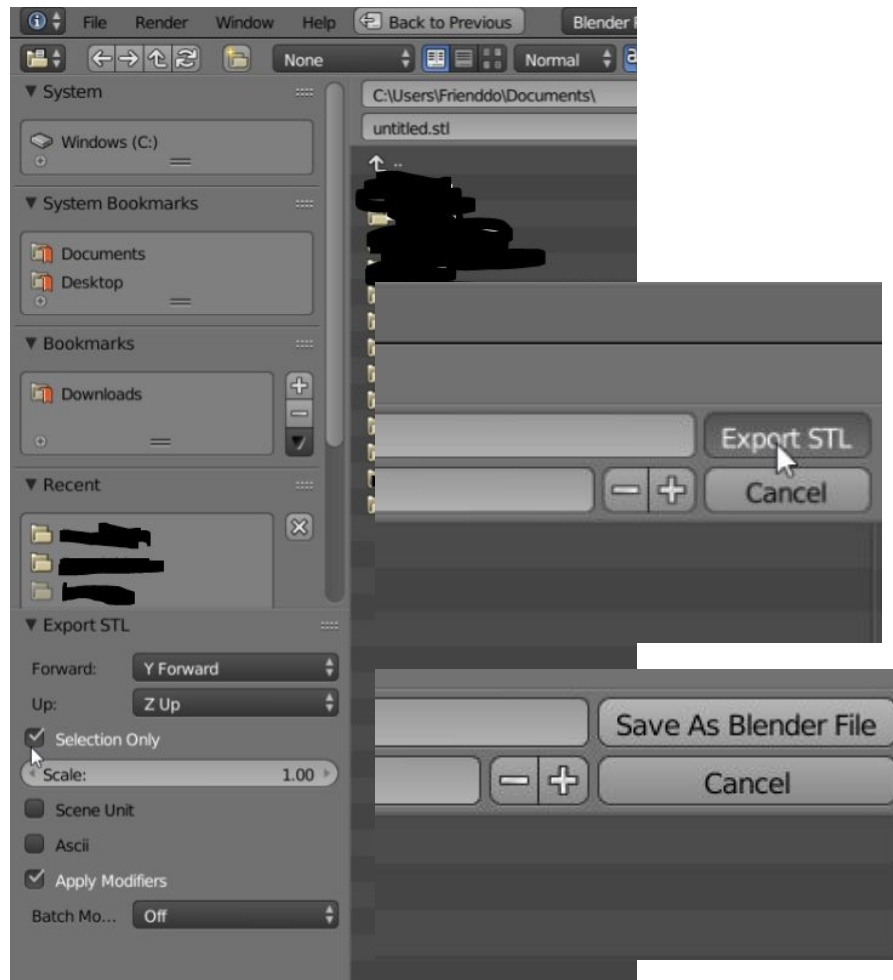 File Render Window Help Back to Previous Blender
None Normal
System
C:\Users\Frienddo\Documents\
untitled.stl
Windows (C:)
..
System Bookmarks
Documents
Desktop
Bookmarks
Downloads
Export STL
Cancel
Recent
Export STL
Forward: Y Forward
Up: Z Up
Selection Only
Scale: 1.00
Scene Unit
Ascii
Apply Modifiers
Batch Mo... Off
Save As Blender File
Cancel